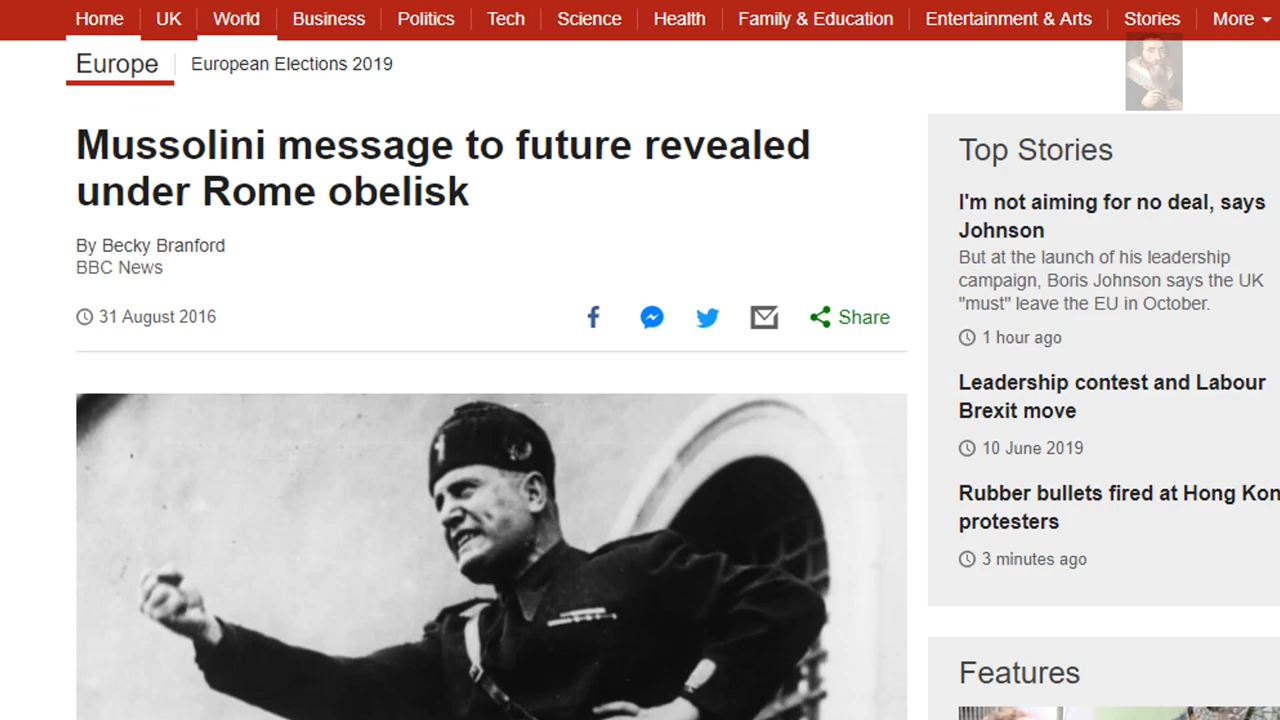 Home UK World Business Politics Tech Science Health Family & Education Entertainment & Arts Stories More
Europe European Elections 2019
Mussolini message to future revealed
under Rome obelisk
By Becky Branford
BBC News
31 August 2016
Share
Top Stories
I'm not aiming for no deal, says
Johnson
But at the launch of his leadership
campaign, Boris Johnson says the UK
"must" leave the EU in October.
1 hour ago
Leadership contest and Labour
Brexit move
10 June 2019
Rubber bullets fired at Hong Kon
protesters
3 minutes ago
Features